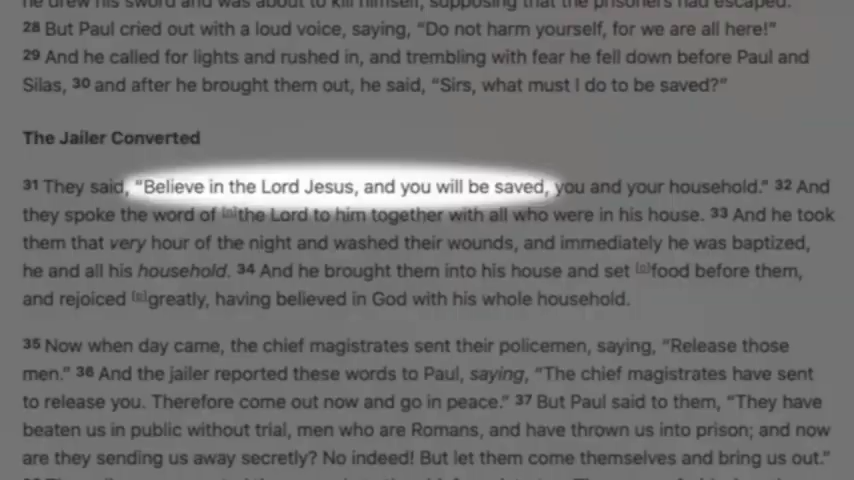 he drew his sword and was about to kill himself, supposing that the prisoners had escaped.
28 But Paul cried out with a loud voice, saying, “Do not harm yourself, for we are all here!”
29 And he called for lights and rushed in, and trembling with fear he fell down before Paul and
Silas, 30 and after he brought them out, he said, “Sirs, what must I do to be saved?”
The Jailer Converted
31 They said, “Believe in the Lord Jesus, and you will be saved, you and your household.” 32 And
they spoke the word of the Lord to him together with all who were in his house. 33 And he took
them that very hour of the night and washed their wounds, and immediately he was baptized,
he and all his household. 34 And he brought them into his house and set food before them,
and rejoiced greatly, having believed in God with his whole household.
35 Now when day came, the chief magistrates sent their policemen, saying, “Release those
men.” 36 And the jailer reported these words to Paul, saying, “The chief magistrates have sent
to release you. Therefore come out now and go in peace.” 37 But Paul said to them, “They have
beaten us in public without trial, men who are Romans, and have thrown us into prison; and now
are they sending us away secretly? No indeed! But let them come themselves and bring us out.”